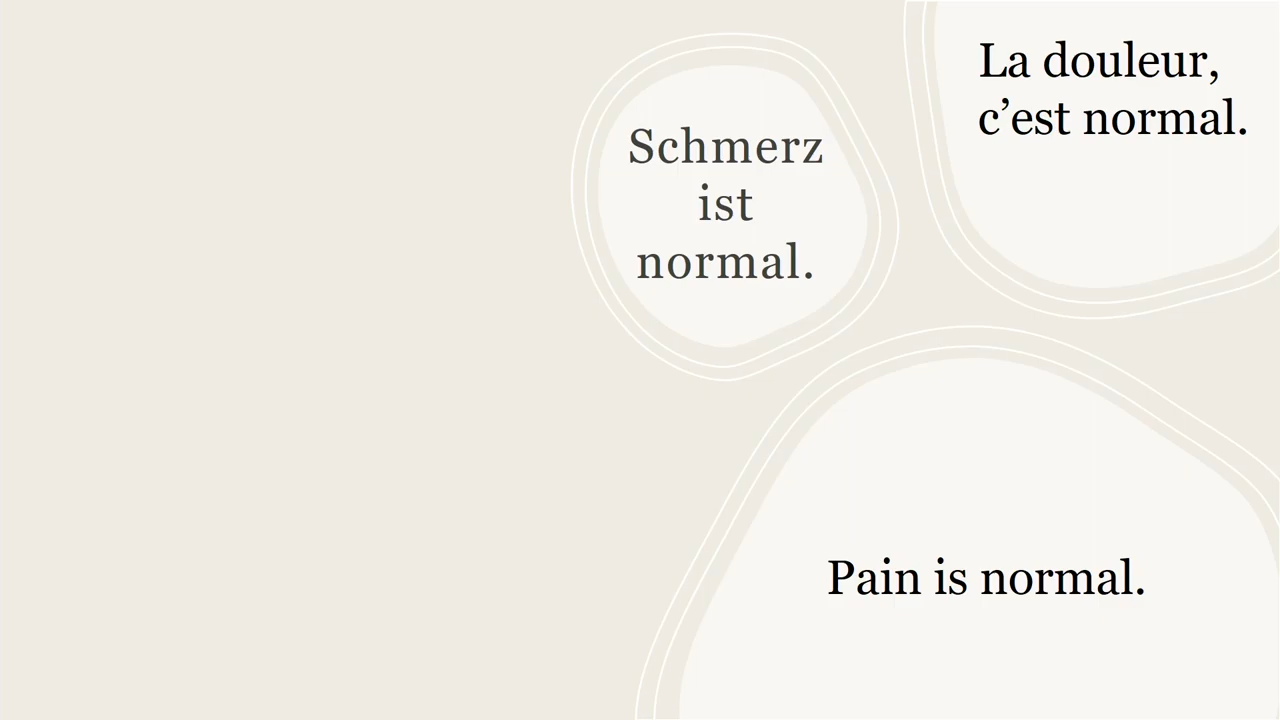 Schmerz
ist
normal.
La douleur,
c’est normal.
Pain is normal.